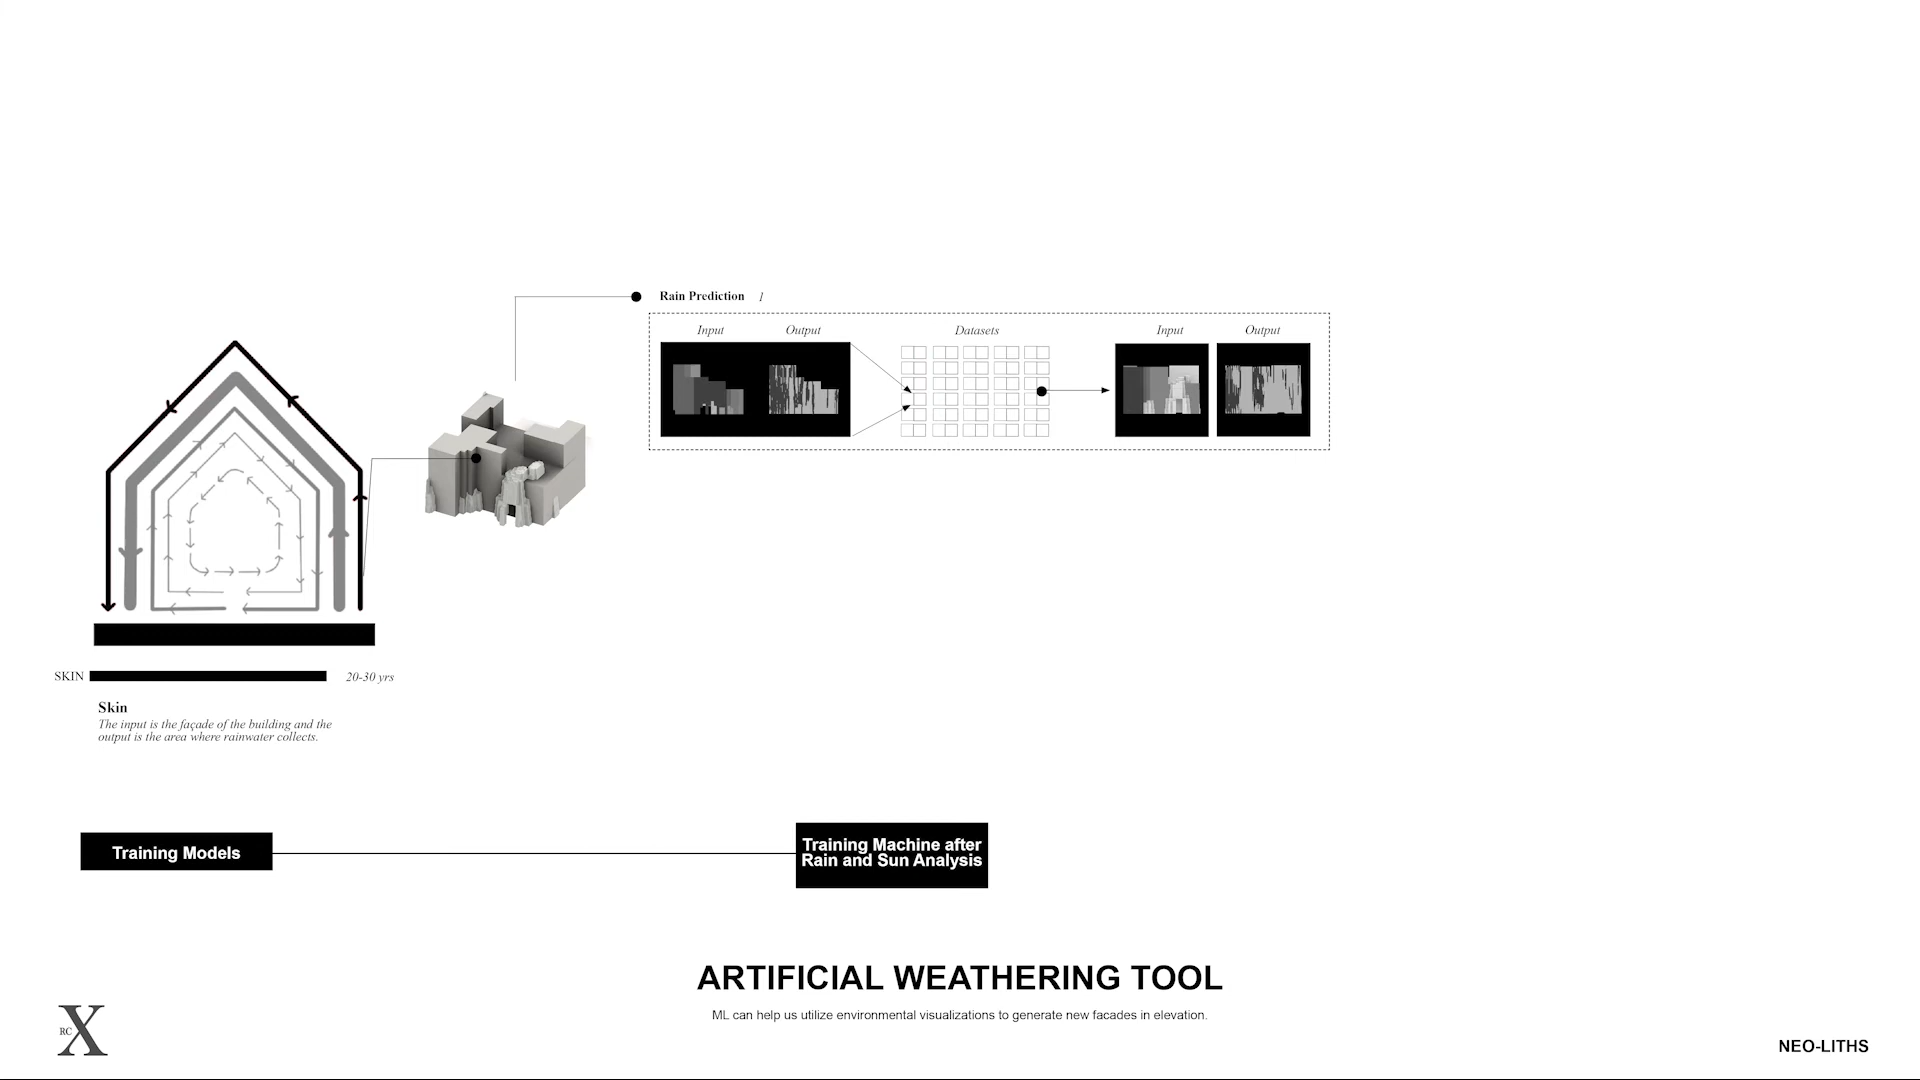 Rain Prediction 1
Input Output Datasets Input Output
SKIN 20-30 yrs
Skin
The input is the façade of the building and the
output is the area where rainwater collects.
Training Models
Training Machine after
Rain and Sun Analysis
ARTIFICIAL WEATHERING TOOL
ML can help us utilize environmental visualizations to generate new facades in elevation.
RC X
NEO-LITHS